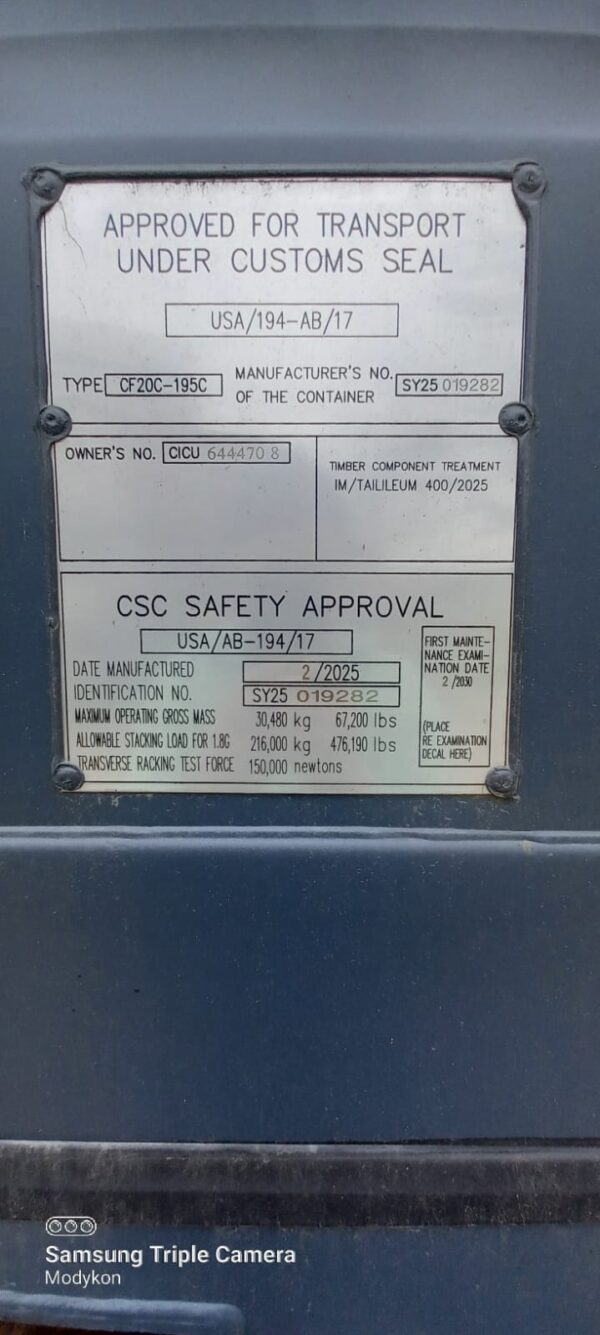 APPROVED FOR TRANSPORT
UNDER CUSTOMS SEAL
USA/194-AB/17
TYPE CF20C-195C
MANUFACTURER'S NO.
OF THE CONTAINER
SY25 019282
OWNER'S NO. CICU 644470 8
TIMBER COMPONENT TREATMENT
IM/TAILILEUM 400/2025
CSC SAFETY APPROVAL
USA/AB-194/17
DATE MANUFACTURED 2/2025
IDENTIFICATION NO. SY25 019282
MAXIMUM OPERATING GROSS MASS 30,480 kg 67,200 lbs
ALLOWABLE STACKING LOAD FOR 1.8G 216,000 kg 476,190 lbs
TRANSVERSE RACKING TEST FORCE 150,000 newtons
FIRST MAINTE-
NANCE EXAMI-
NATION DATE
2 /2030
(PLACE
RE EXAMINATION
DECAL HERE)
Samsung Triple Camera
Modykon